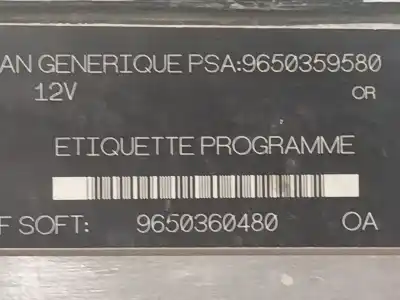 AN GENERIQUE PSA:9650359580
12V OR
ETIQUETTE PROGRAMME
F SOFT: 9650360480 OA